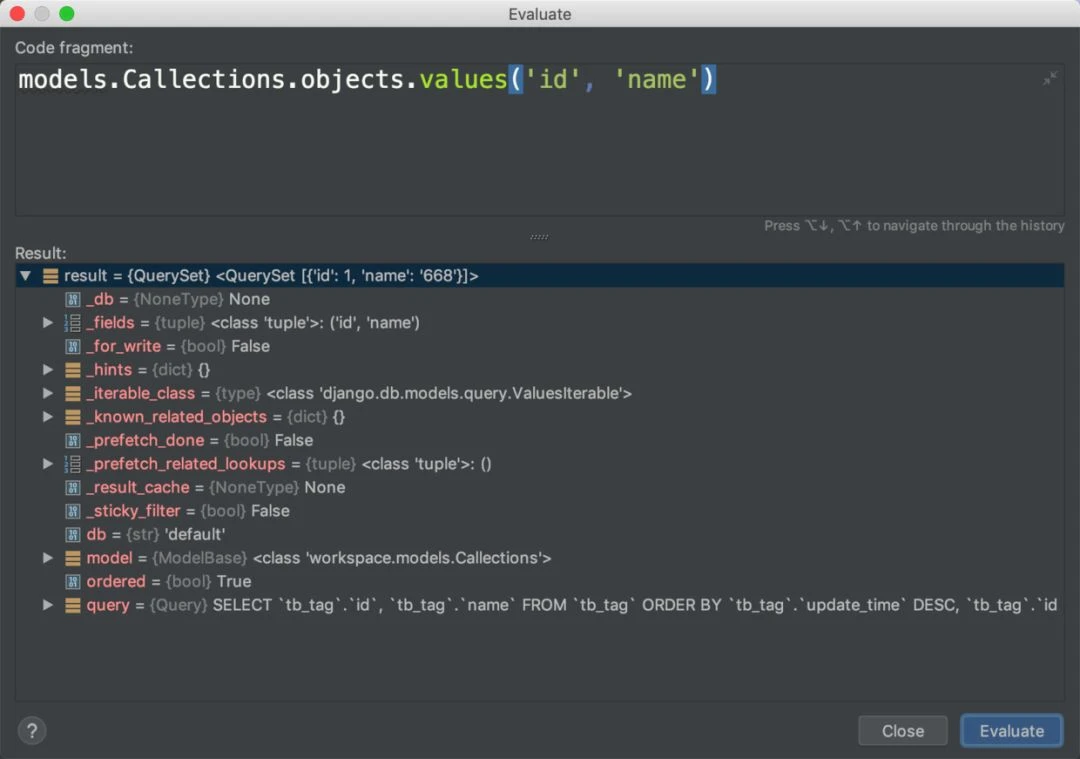 Evaluate
Code fragment:
models.Callections.objects.values('id', 'name')
Press ⌥↓, ⌥↑ to navigate through the history
Result:
result = {QuerySet} <QuerySet [{'id': 1, 'name': '668'}]>
_db = {NoneType} None
_fields = {tuple} <class 'tuple'>: ('id', 'name')
_for_write = {bool} False
_hints = {dict} {}
_iterable_class = {type} <class 'django.db.models.query.ValuesIterable'>
_known_related_objects = {dict} {}
_prefetch_done = {bool} False
_prefetch_related_lookups = {tuple} <class 'tuple'>: ()
_result_cache = {NoneType} None
_sticky_filter = {bool} False
db = {str} 'default'
model = {ModelBase} <class 'workspace.models.Callections'>
ordered = {bool} True
query = {Query} SELECT `tb_tag`.`id`, `tb_tag`.`name` FROM `tb_tag` ORDER BY `tb_tag`.`update_time` DESC, `tb_tag`.`id
? Close Evaluate